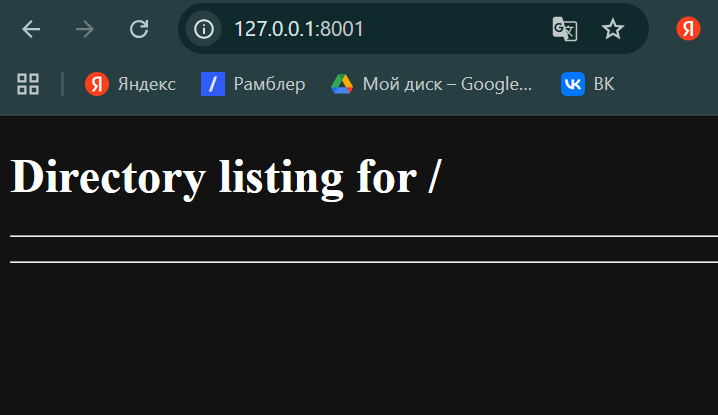 127.0.0.1:8001
Яндекс Рамблер Мой диск – Google... ВК
Directory listing for /